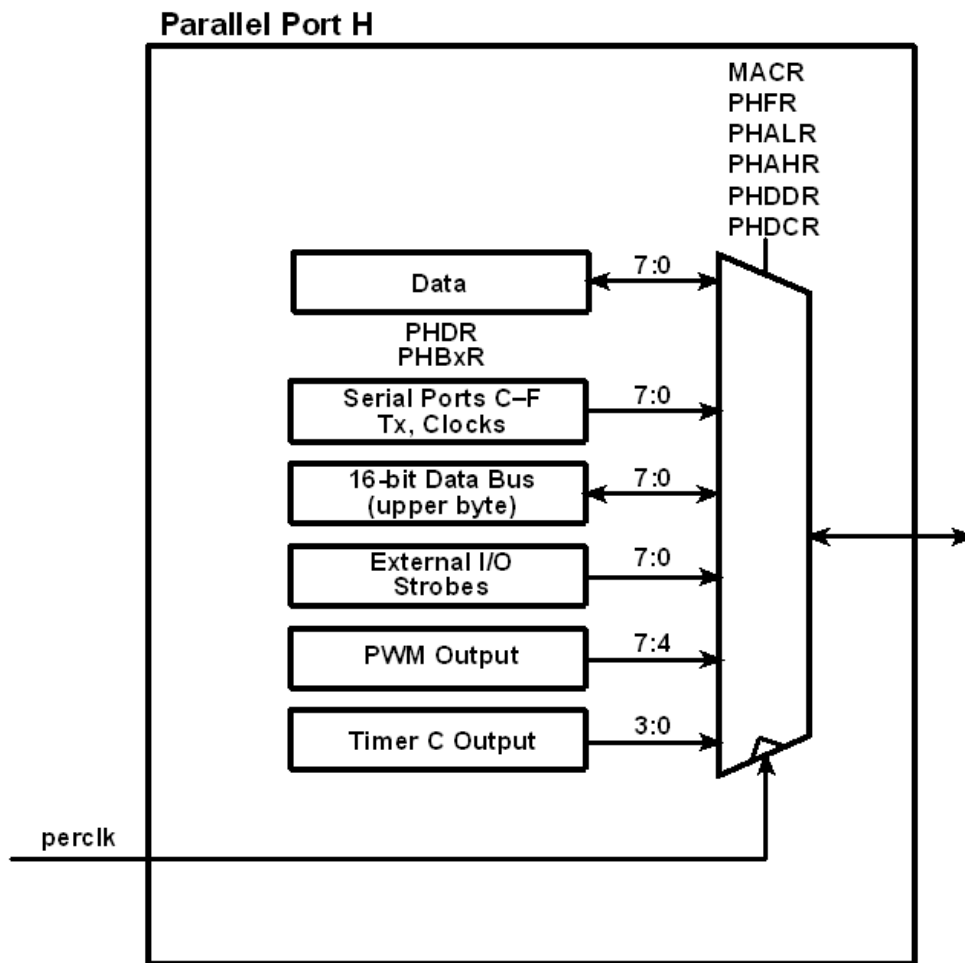 Parallel Port H
MACR
PHFR
PHALR
PHAHR
PHDDR
PHDCR
Data
7:0
PHDR
PHBxR
Serial Ports C–F
Tx, Clocks
7:0
16-bit Data Bus
(upper byte)
7:0
External I/O
Strobes
7:0
PWM Output
7:4
Timer C Output
3:0
perclk